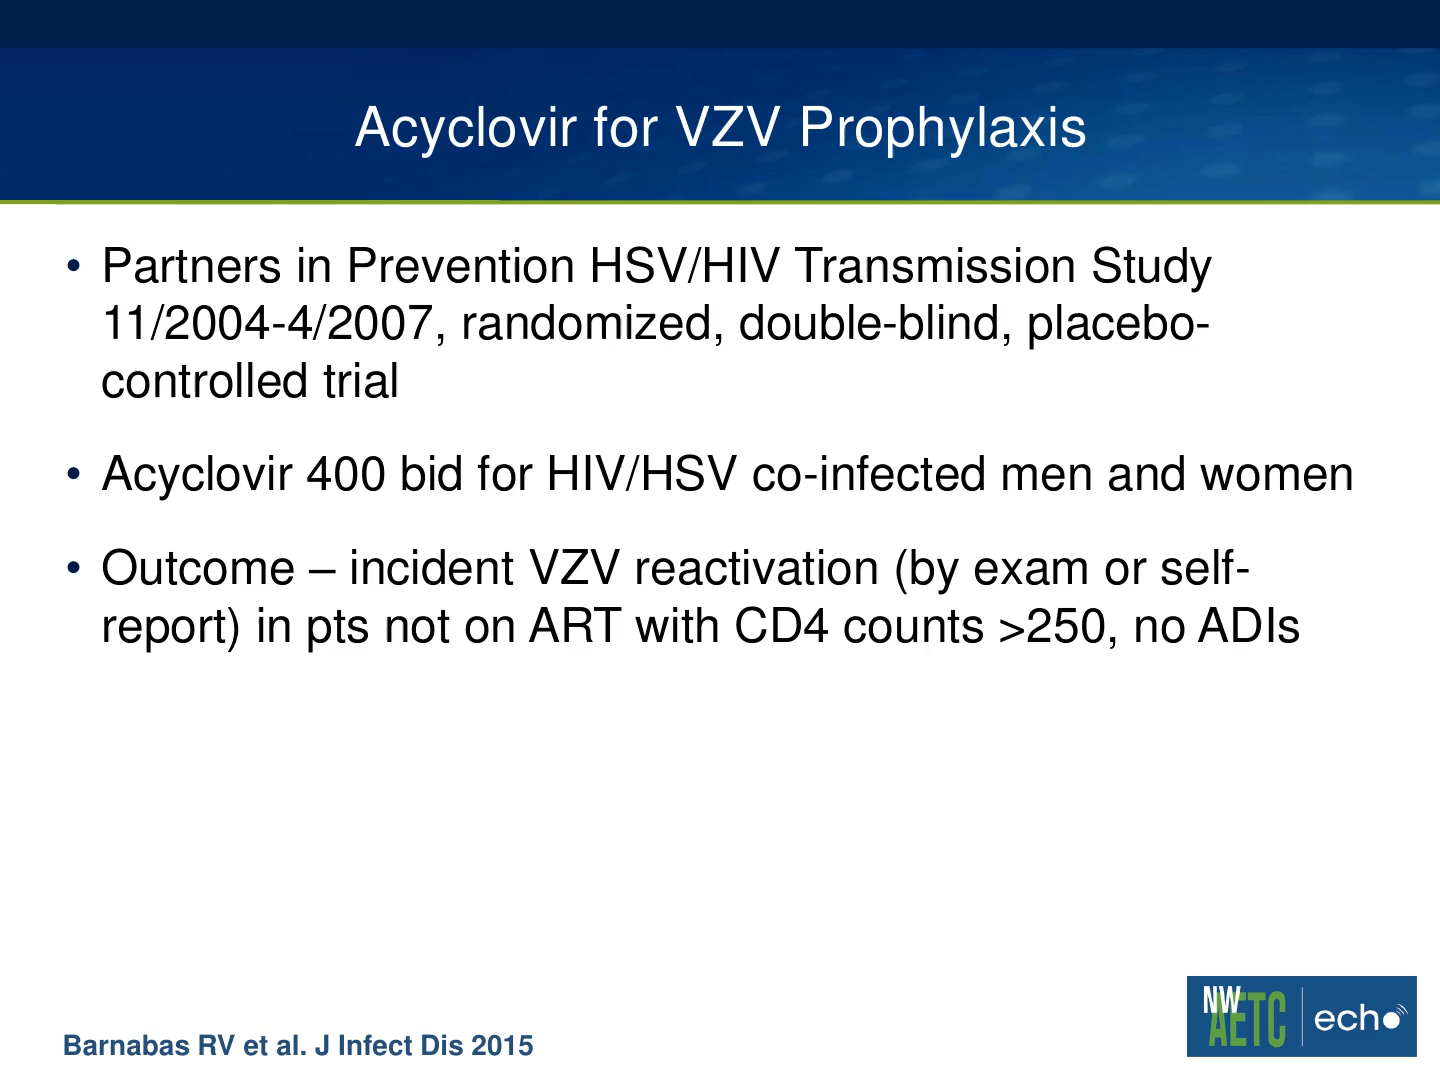 Acyclovir for VZV Prophylaxis
• Partners in Prevention HSV/HIV Transmission Study
11/2004-4/2007, randomized, double-blind, placebo-
controlled trial
• Acyclovir 400 bid for HIV/HSV co-infected men and women
• Outcome – incident VZV reactivation (by exam or self-
report) in pts not on ART with CD4 counts >250, no ADIs
Barnabas RV et al. J Infect Dis 2015
NW AETC echo